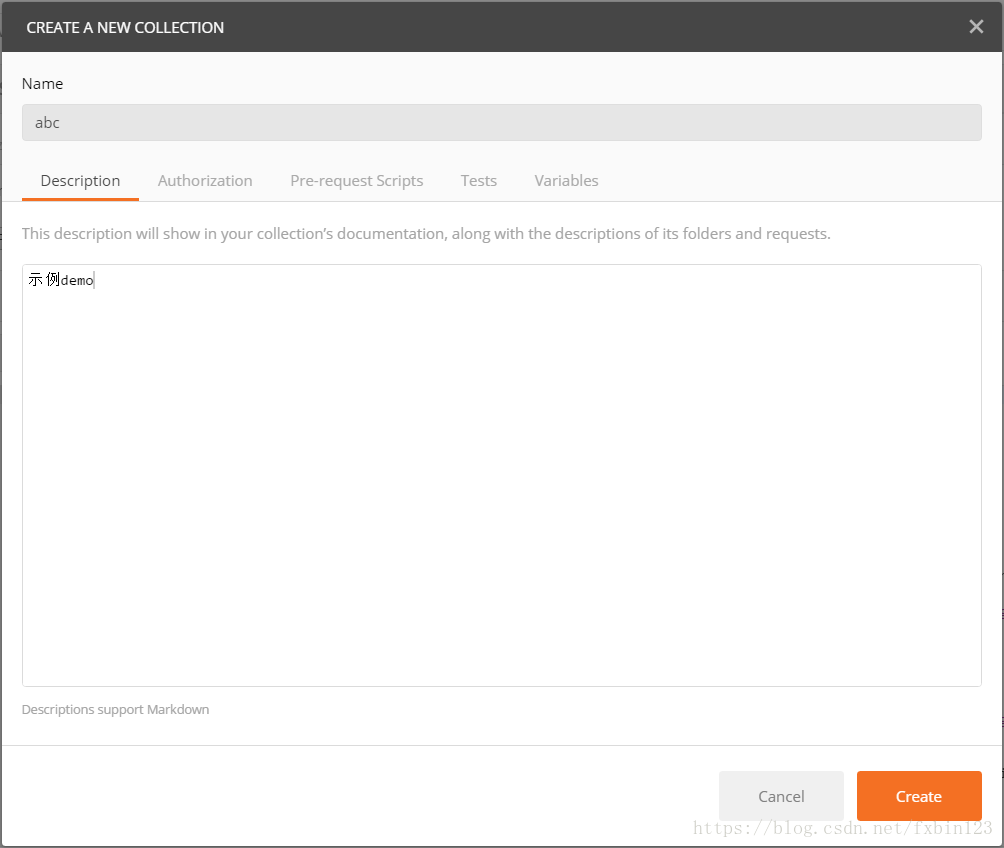 CREATE A NEW COLLECTION
Name
abc
Description Authorization Pre-request Scripts Tests Variables
This description will show in your collection’s documentation, along with the descriptions of its folders and requests.
示例demo
Descriptions support Markdown
Cancel Create
https://blog.csdn.net/fxbin123